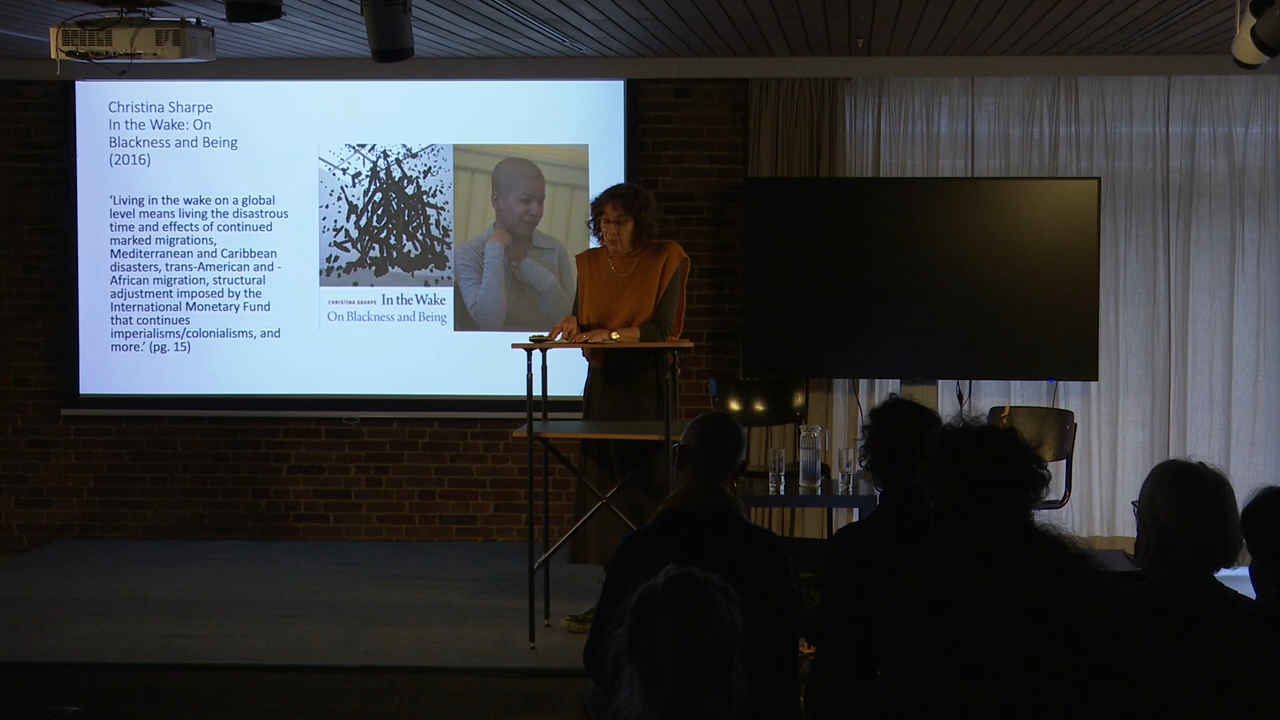 Christina Sharpe
In the Wake: On
Blackness and Being
(2016)
‘Living in the wake on a global
level means living the disastrous
time and effects of continued
marked migrations,
Mediterranean and Caribbean
disasters, trans-American and -
African migration, structural
adjustment imposed by the
International Monetary Fund
that continues
imperialisms/colonialisms, and
more.’ (pg. 15)
CHRISTINA SHARPE In the Wake
On Blackness and Being